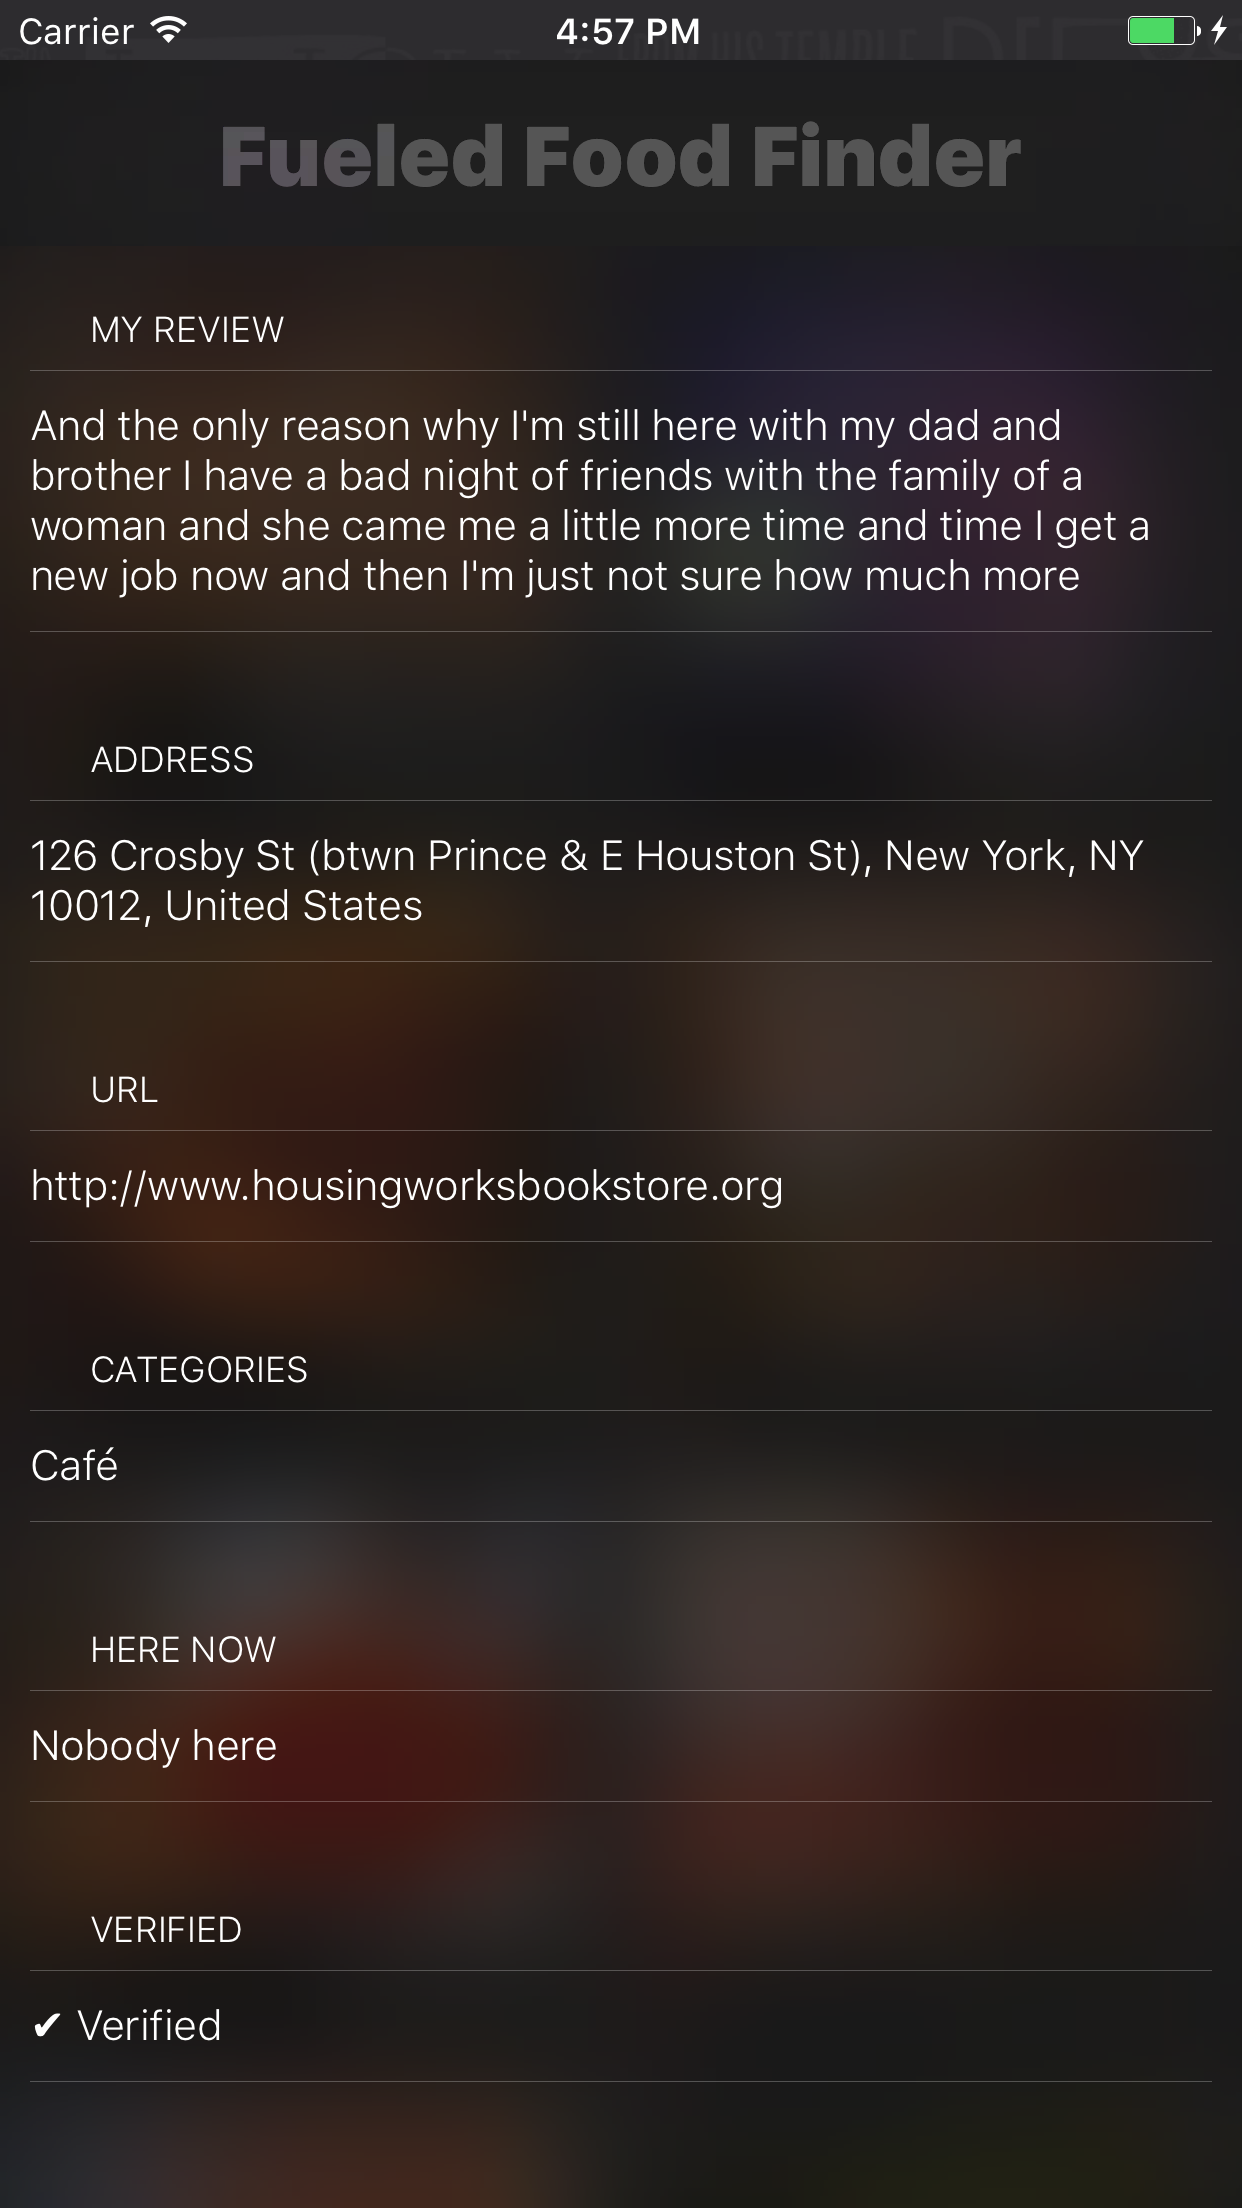 Carrier 4:57 PM
Fueled Food Finder
MY REVIEW
And the only reason why I'm still here with my dad and
brother I have a bad night of friends with the family of a
woman and she came me a little more time and time I get a
new job now and then I'm just not sure how much more
ADDRESS
126 Crosby St (btwn Prince & E Houston St), New York, NY
10012, United States
URL
http://www.housingworksbookstore.org
CATEGORIES
Café
HERE NOW
Nobody here
VERIFIED
✔ Verified